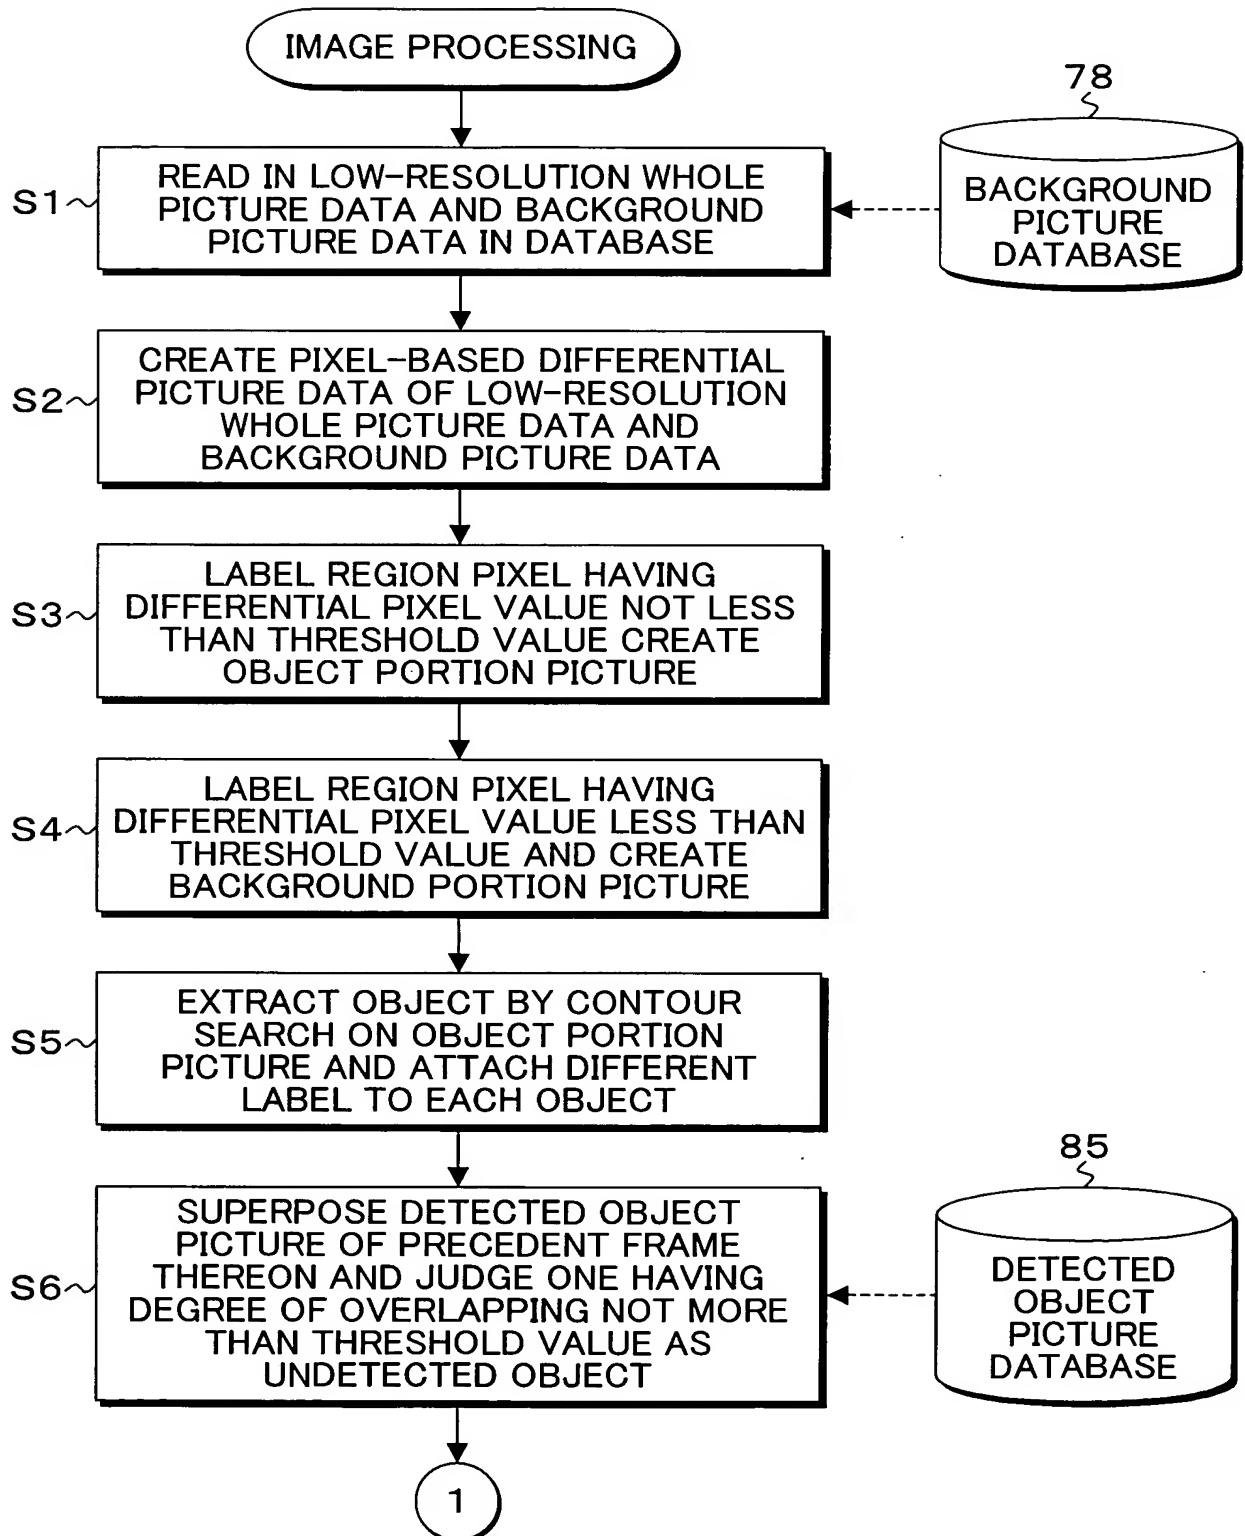 IMAGE PROCESSING
78
S1
READ IN LOW-RESOLUTION WHOLE
PICTURE DATA AND BACKGROUND
PICTURE DATA IN DATABASE
BACKGROUND
PICTURE
DATABASE
S2
CREATE PIXEL-BASED DIFFERENTIAL
PICTURE DATA OF LOW-RESOLUTION
WHOLE PICTURE DATA AND
BACKGROUND PICTURE DATA
S3
LABEL REGION PIXEL HAVING
DIFFERENTIAL PIXEL VALUE NOT LESS
THAN THRESHOLD VALUE CREATE
OBJECT PORTION PICTURE
S4
LABEL REGION PIXEL HAVING
DIFFERENTIAL PIXEL VALUE LESS THAN
THRESHOLD VALUE AND CREATE
BACKGROUND PORTION PICTURE
S5
EXTRACT OBJECT BY CONTOUR
SEARCH ON OBJECT PORTION
PICTURE AND ATTACH DIFFERENT
LABEL TO EACH OBJECT
85
S6
SUPERPOSE DETECTED OBJECT
PICTURE OF PRECEDENT FRAME
THEREON AND JUDGE ONE HAVING
DEGREE OF OVERLAPPING NOT MORE
THAN THRESHOLD VALUE AS
UNDETECTED OBJECT
DETECTED
OBJECT
PICTURE
DATABASE
1